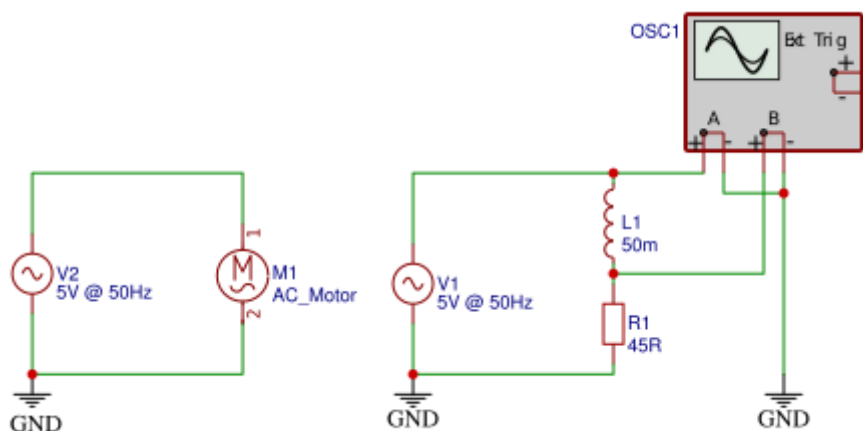 OSC1
Ext Trig
+
-
A
B
+
-
+
-
1
V2
5V @ 50Hz
M
M1
AC_Motor
2
GND
V1
5V @ 50Hz
L1
50m
R1
45R
GND
GND